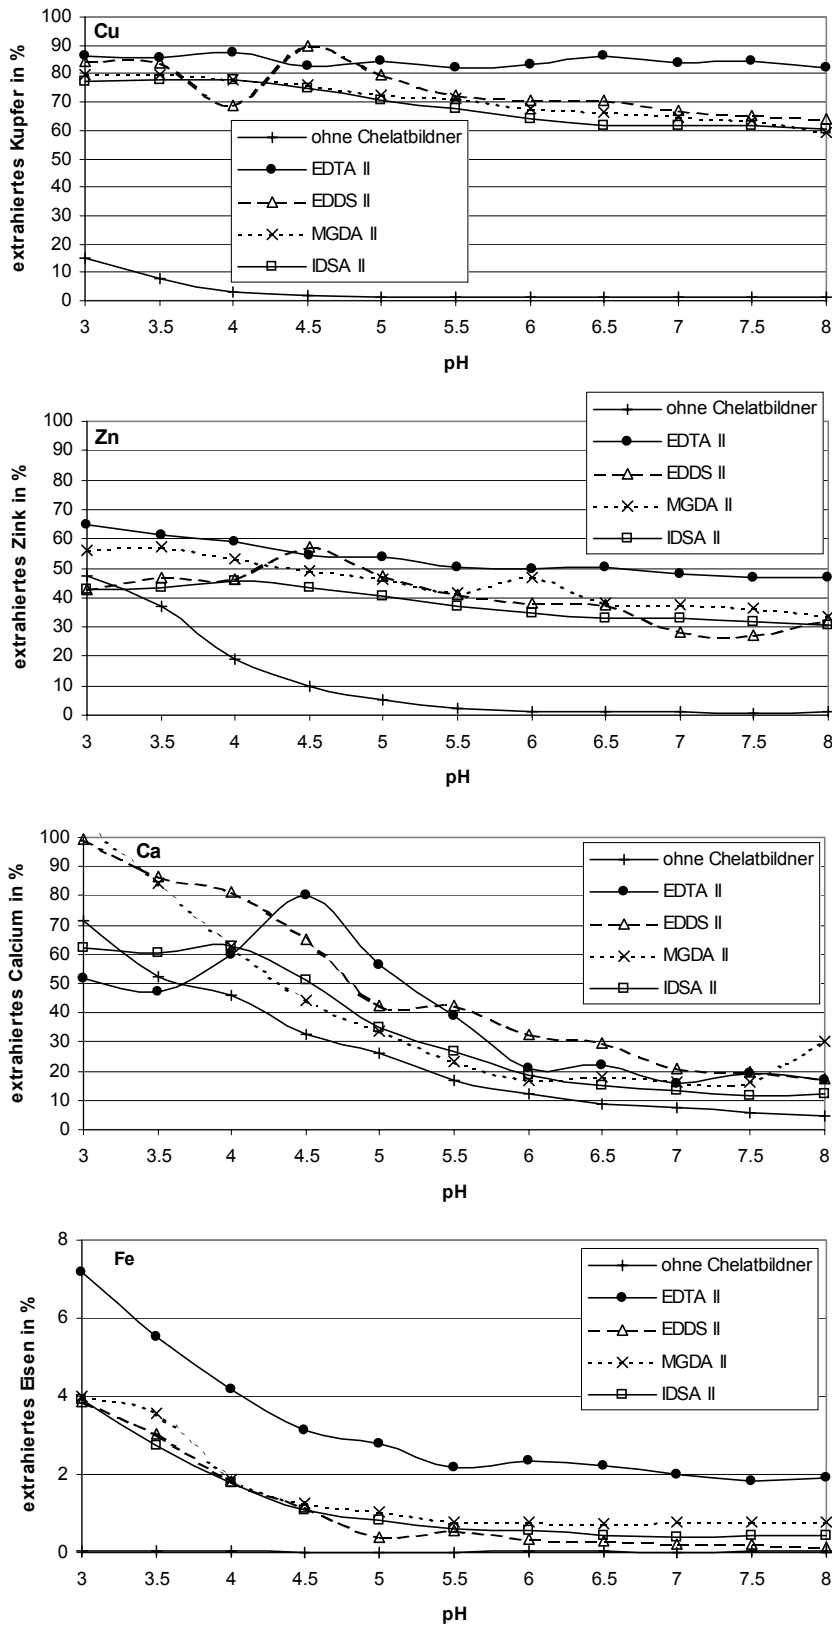 Cu
extrahiertes Kupfer in %
100
90
80
70
60
50
40
30
20
10
0
ohne Chelatbildner
EDTA II
EDDS II
MGDA II
IDSA II
3 3.5 4 4.5 5 5.5 6 6.5 7 7.5 8
pH
Zn
extrahiertes Zink in %
100
90
80
70
60
50
40
30
20
10
0
ohne Chelatbildner
EDTA II
EDDS II
MGDA II
IDSA II
3 3.5 4 4.5 5 5.5 6 6.5 7 7.5 8
pH
Ca
extrahiertes Calcium in %
100
90
80
70
60
50
40
30
20
10
0
ohne Chelatbildner
EDTA II
EDDS II
MGDA II
IDSA II
3 3.5 4 4.5 5 5.5 6 6.5 7 7.5 8
pH
Fe
extrahiertes Eisen in %
8
6
4
2
0
ohne Chelatbildner
EDTA II
EDDS II
MGDA II
IDSA II
3 3.5 4 4.5 5 5.5 6 6.5 7 7.5 8
pH